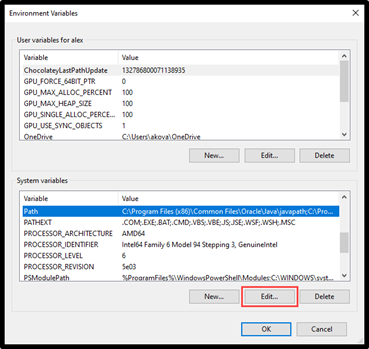 Environment Variables
User variables for alex
Variable Value
ChocolateyLastPathUpdate 132786800071138935
GPU_FORCE_64BIT_PTR 0
GPU_MAX_ALLOC_PERCENT 100
GPU_MAX_HEAP_SIZE 100
GPU_SINGLE_ALLOC_PERCE... 100
GPU_USE_SYNC_OBJECTS 1
OneDrive C:\Users\akova\OneDrive
New... Edit... Delete
System variables
Variable Value
Path C:\Program Files (x86)\Common Files\Oracle\Java\javapath;C:\Pro...
PATHEXT .COM;.EXE;.BAT;.CMD;.VBS;.VBE;.JS;.JSE;.WSF;.WSH;.MSC
PROCESSOR_ARCHITECTURE AMD64
PROCESSOR_IDENTIFIER Intel64 Family 6 Model 94 Stepping 3, GenuineIntel
PROCESSOR_LEVEL 6
PROCESSOR_REVISION 5e03
PSModulePath %ProgramFiles%\WindowsPowerShell\Modules;C:\WINDOWS\syst...
New... Edit... Delete
OK Cancel